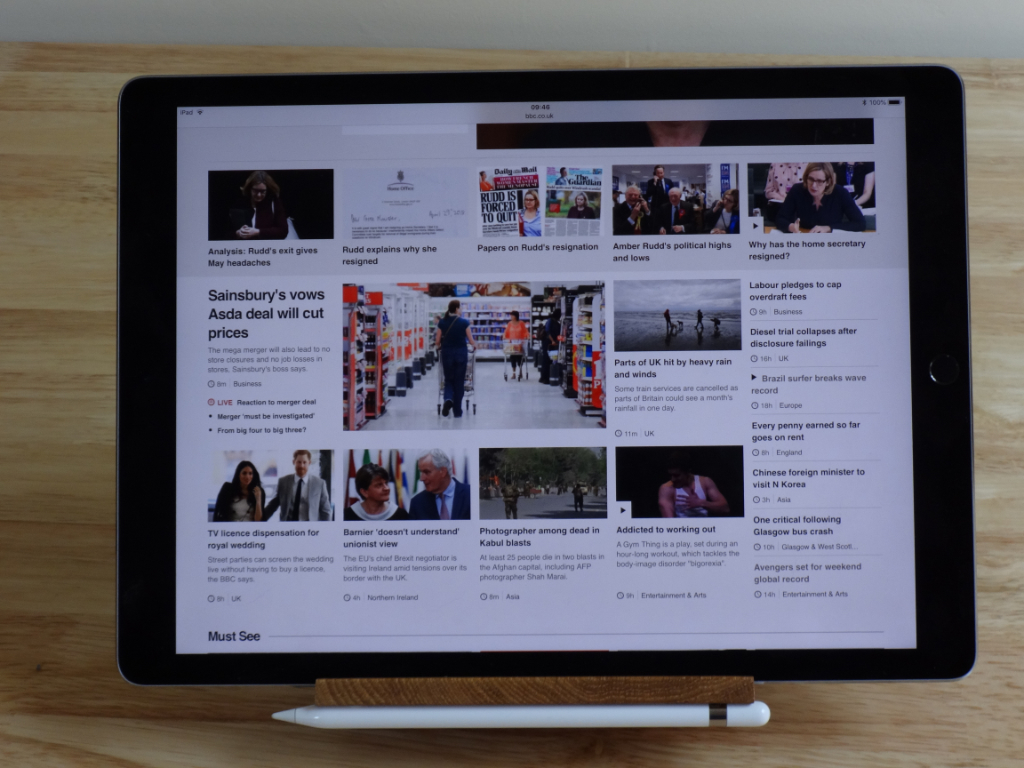 iPad
09:46
100%
bbc.co.uk
Home Office
April 29
Daily Mail
RUDD IS
FORCED
TO QUIT
The Guardian
Analysis: Rudd's exit gives
May headaches
Rudd explains why she
resigned
Papers on Rudd's resignation
Amber Rudd's political highs
and lows
Why has the home secretary
resigned?
Sainsbury's vows
Asda deal will cut
prices
The mega merger will also lead to no
store closures and no job losses in
stores, Sainsbury's boss says.
8m | Business
LIVE Reaction to merger deal
Merger 'must be investigated'
From big four to big three?
Parts of UK hit by heavy rain
and winds
Some train services are cancelled as
parts of Britain could see a month's
rainfall in one day.
11m | UK
Labour pledges to cap
overdraft fees
9h | Business
Diesel trial collapses after
disclosure failings
16h | UK
Brazil surfer breaks wave
record
18h | Europe
Every penny earned so far
goes on rent
8h | England
Chinese foreign minister to
visit N Korea
3h | Asia
One critical following
Glasgow bus crash
10h | Glasgow & West Scotl...
Avengers set for weekend
global record
14h | Entertainment & Arts
TV licence dispensation for
royal wedding
Street parties can screen the wedding
live without having to buy a licence,
the BBC says.
6h | UK
Barnier 'doesn't understand'
unionist view
The EU's chief Brexit negotiator is
visiting Ireland amid tensions over its
border with the UK.
4h | Northern Ireland
Photographer among dead in
Kabul blasts
At least 25 people die in two blasts in
the Afghan capital, including AFP
photographer Shah Marai.
Asia
Addicted to working out
A Gym Thing is a play, set during an
hour-long workout, which tackles the
body-image disorder "bigorexia".
9h | Entertainment & Arts
Must See